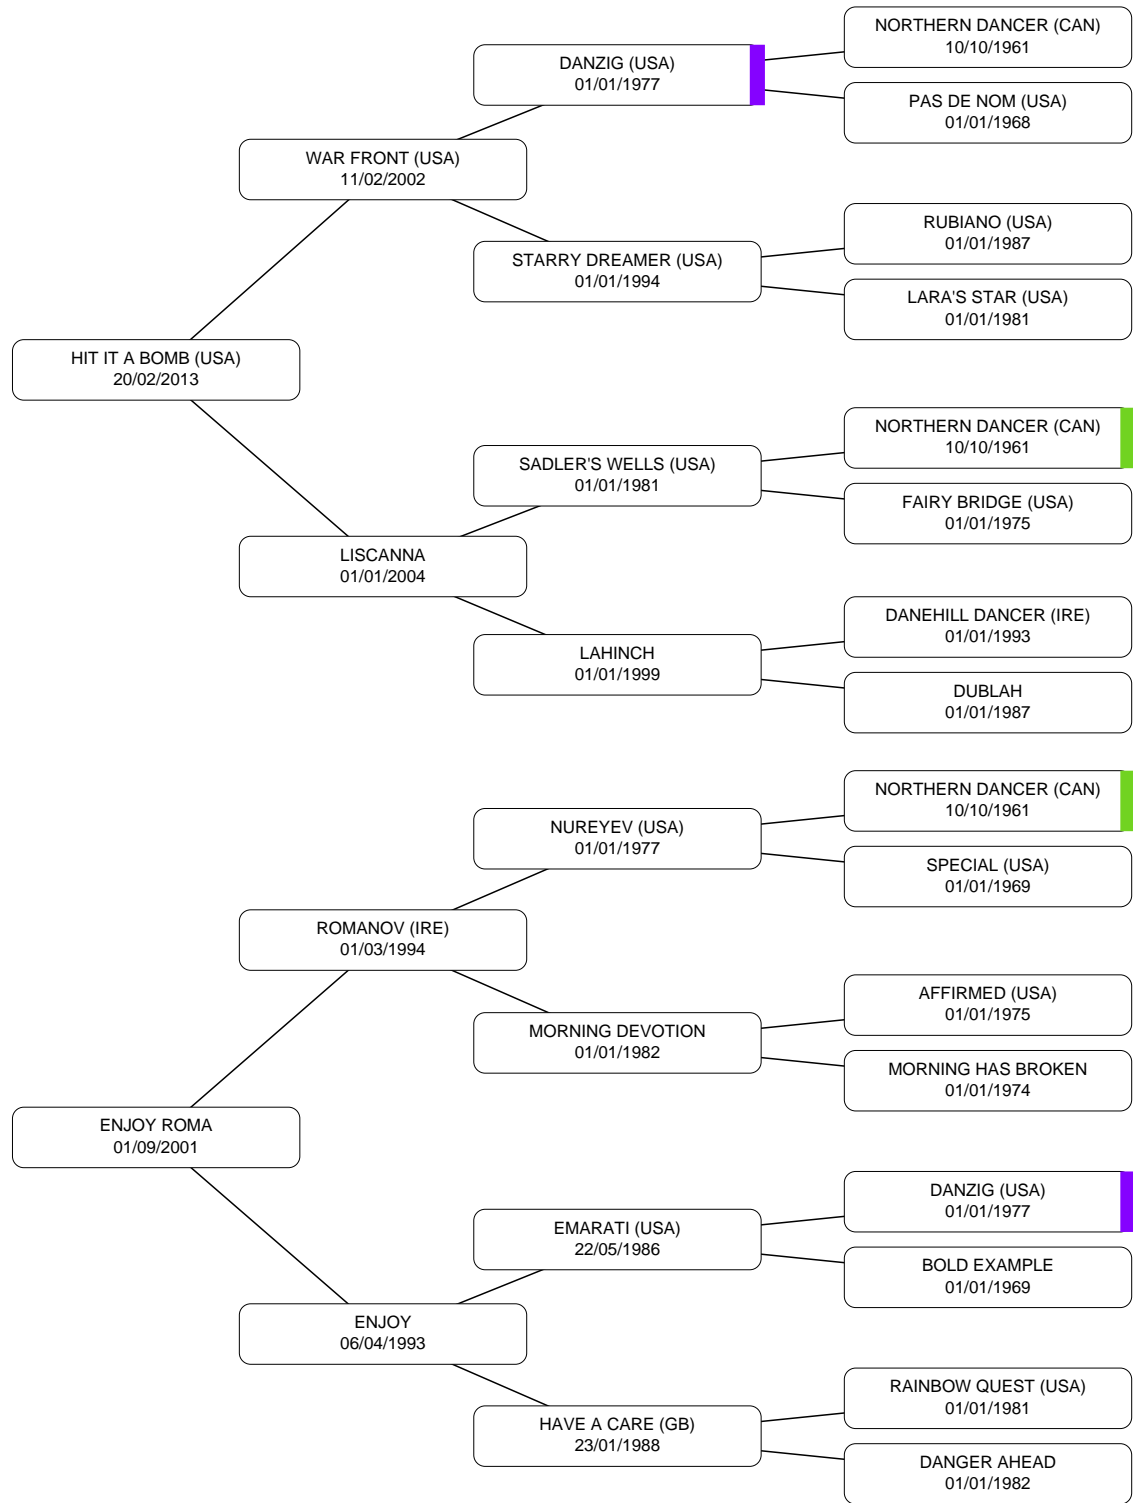 NORTHERN DANCER (CAN)
10/10/1961
DANZIG (USA)
01/01/1977
PAS DE NOM (USA)
01/01/1968
WAR FRONT (USA)
11/02/2002
RUBIANO (USA)
01/01/1987
STARRY DREAMER (USA)
01/01/1994
LARA'S STAR (USA)
01/01/1981
HIT IT A BOMB (USA)
20/02/2013
NORTHERN DANCER (CAN)
10/10/1961
SADLER'S WELLS (USA)
01/01/1981
FAIRY BRIDGE (USA)
01/01/1975
LISCANNA
01/01/2004
DANEHILL DANCER (IRE)
01/01/1993
LAHINCH
01/01/1999
DUBLAH
01/01/1987
NORTHERN DANCER (CAN)
10/10/1961
NUREYEV (USA)
01/01/1977
SPECIAL (USA)
01/01/1969
ROMANOV (IRE)
01/03/1994
AFFIRMED (USA)
01/01/1975
MORNING DEVOTION
01/01/1982
MORNING HAS BROKEN
01/01/1974
ENJOY ROMA
01/09/2001
DANZIG (USA)
01/01/1977
EMARATI (USA)
22/05/1986
BOLD EXAMPLE
01/01/1969
ENJOY
06/04/1993
RAINBOW QUEST (USA)
01/01/1981
HAVE A CARE (GB)
23/01/1988
DANGER AHEAD
01/01/1982